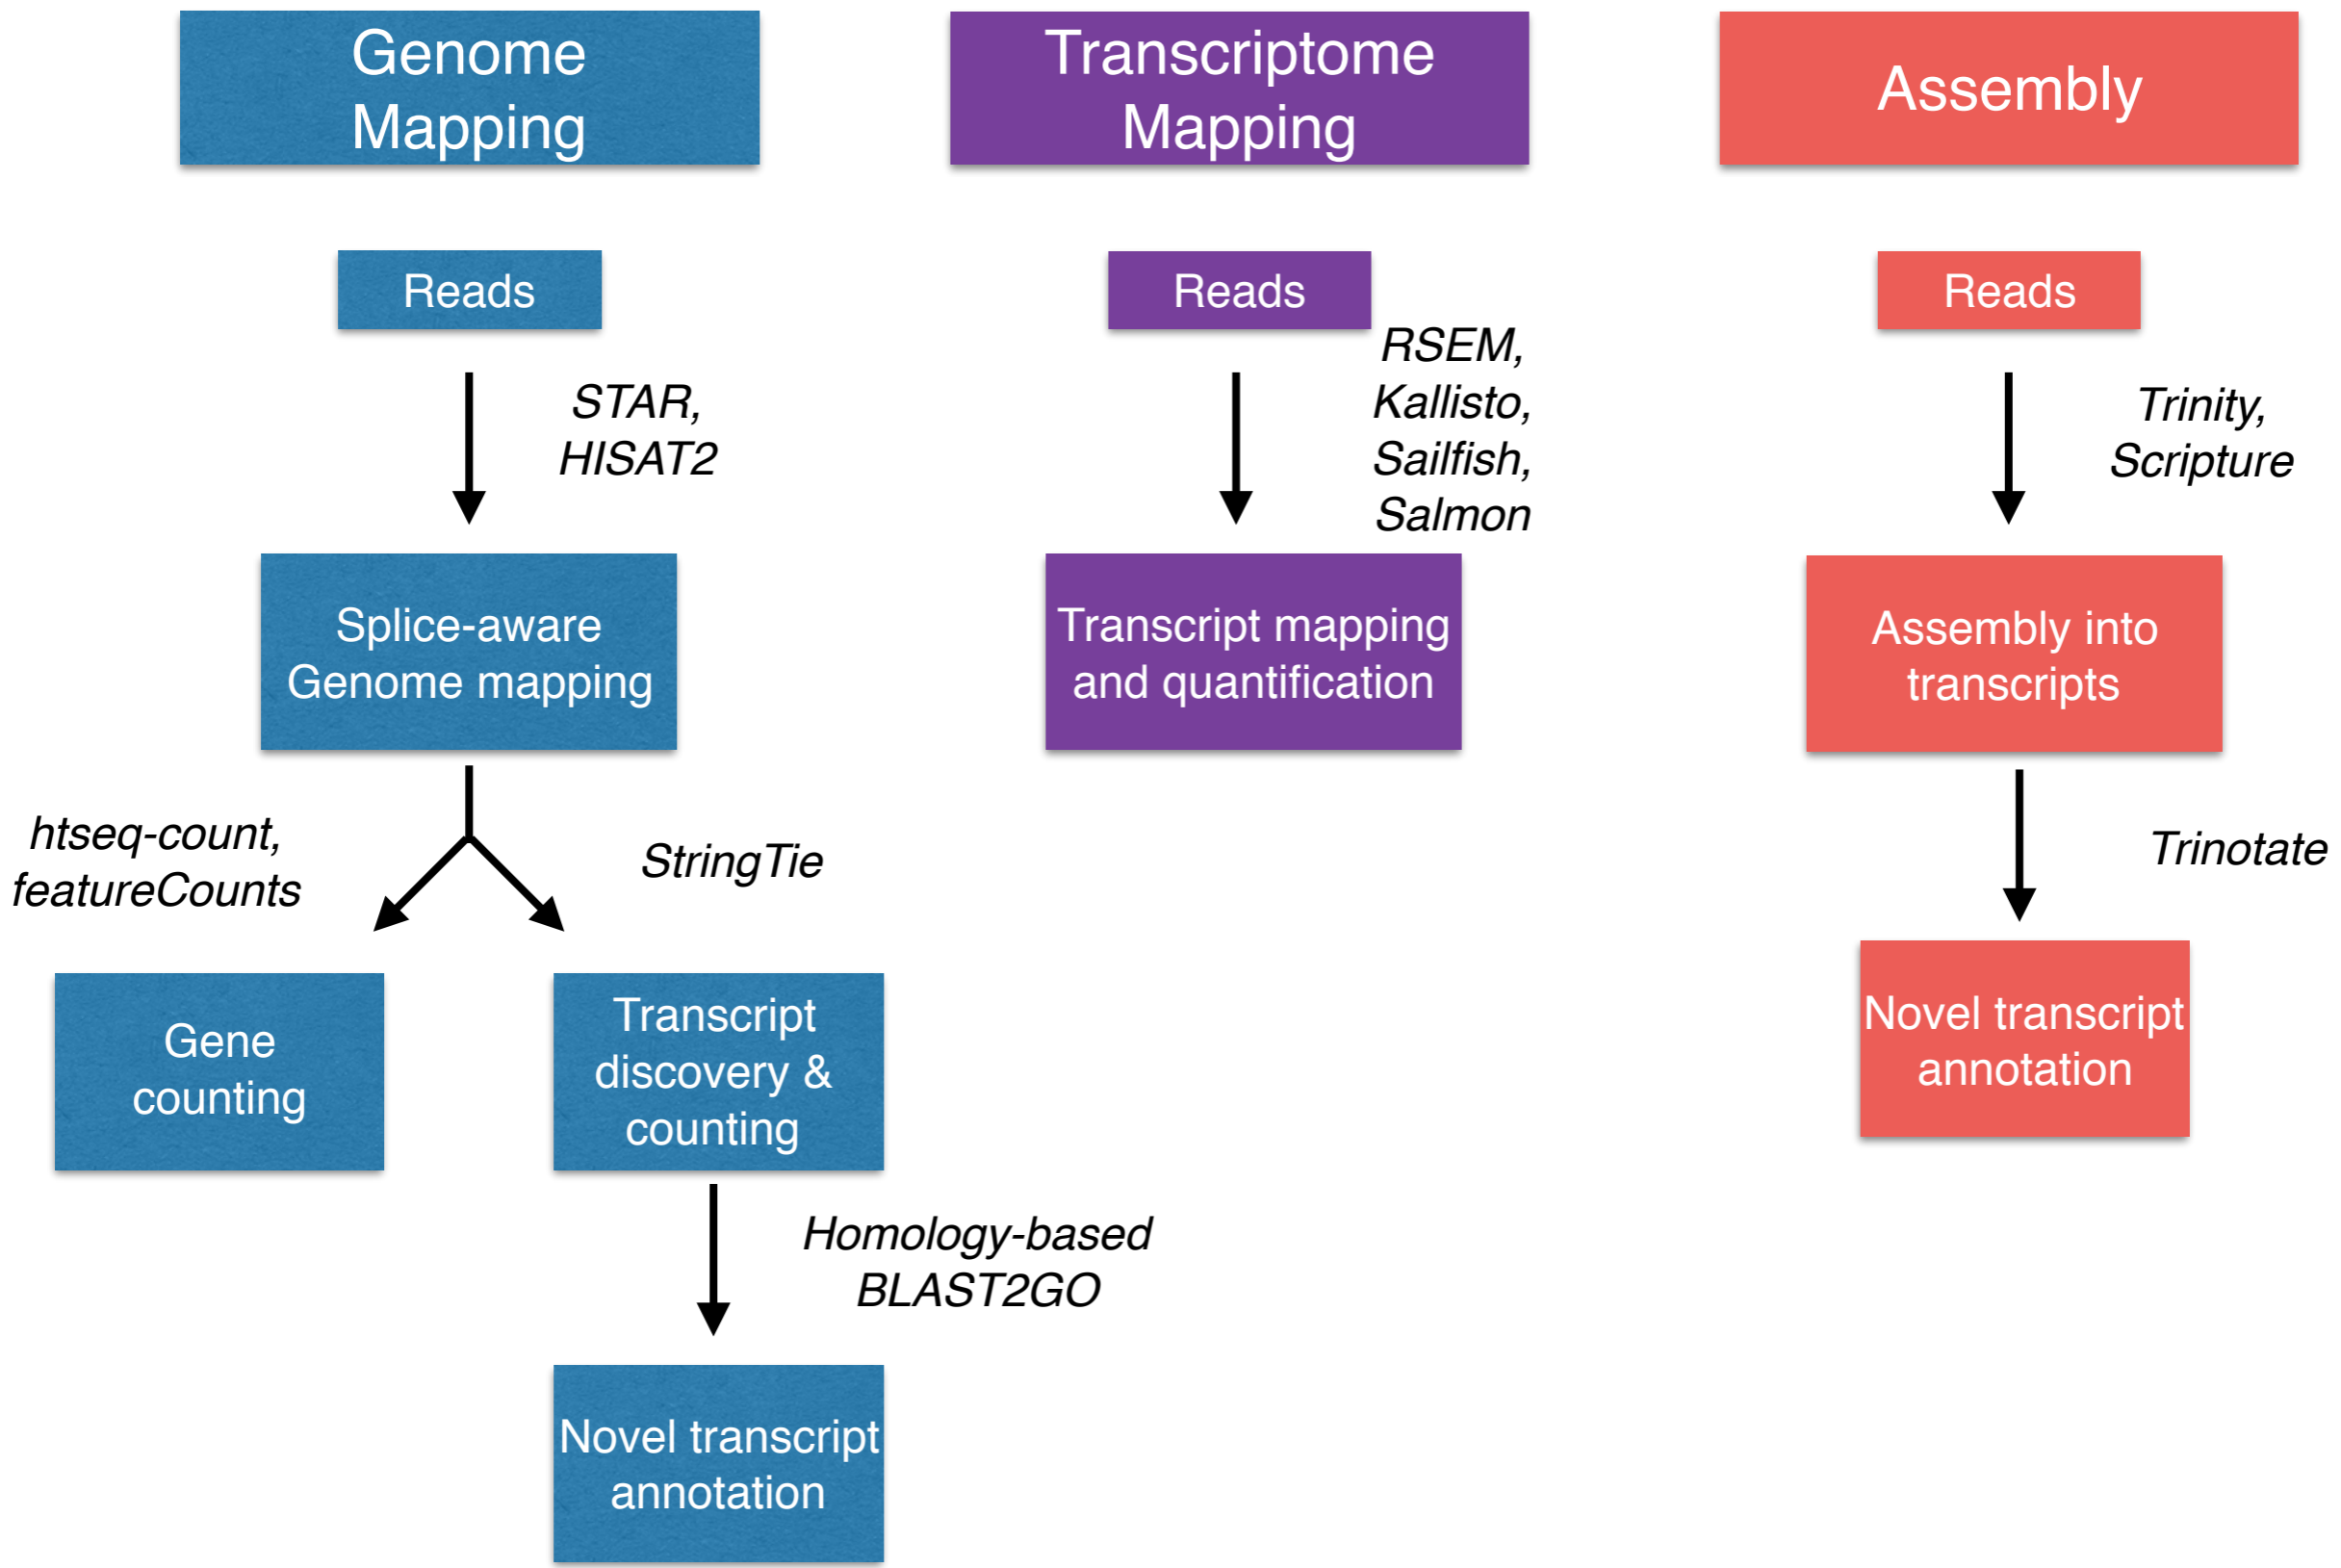 Genome
Mapping
Transcriptome
Mapping
Assembly
Reads
Reads
Reads
STAR,
HISAT2
RSEM,
Kallisto,
Sailfish,
Salmon
Trinity,
Scripture
Splice-aware
Genome mapping
Transcript mapping
and quantification
Assembly into
transcripts
htseq-count,
featureCounts
StringTie
Trinotate
Gene
counting
Transcript
discovery &
counting
Novel transcript
annotation
Homology-based
BLAST2GO
Novel transcript
annotation